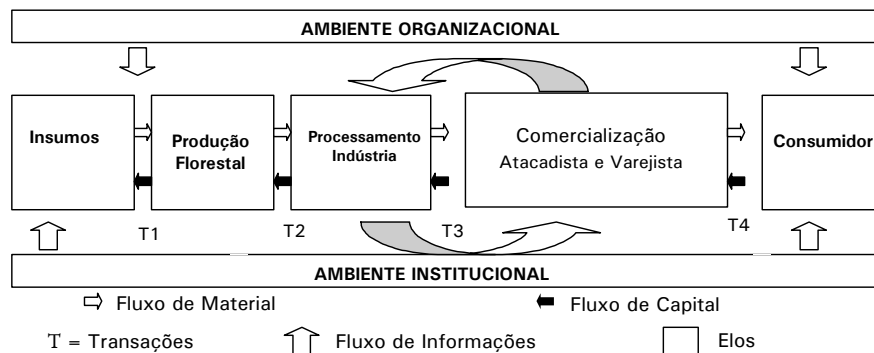 AMBIENTE ORGANIZACIONAL
Insumos
Produção
Florestal
Processamento
Indústria
Comercialização
Atacadista e Varejista
Consumidor
T1
T2
T3
T4
AMBIENTE INSTITUCIONAL
Fluxo de Material
Fluxo de Capital
T = Transações
Fluxo de Informações
Elos